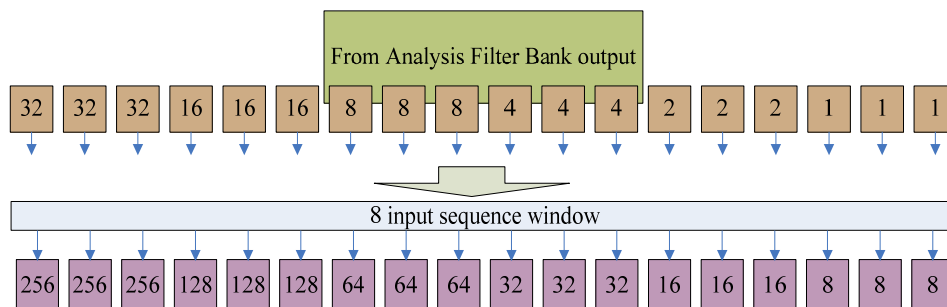 From Analysis Filter Bank output
32 32 32 16 16 16 8 8 8 4 4 4 2 2 2 1 1 1
8 input sequence window
256 256 256 128 128 128 64 64 64 32 32 32 16 16 16 8 8 8